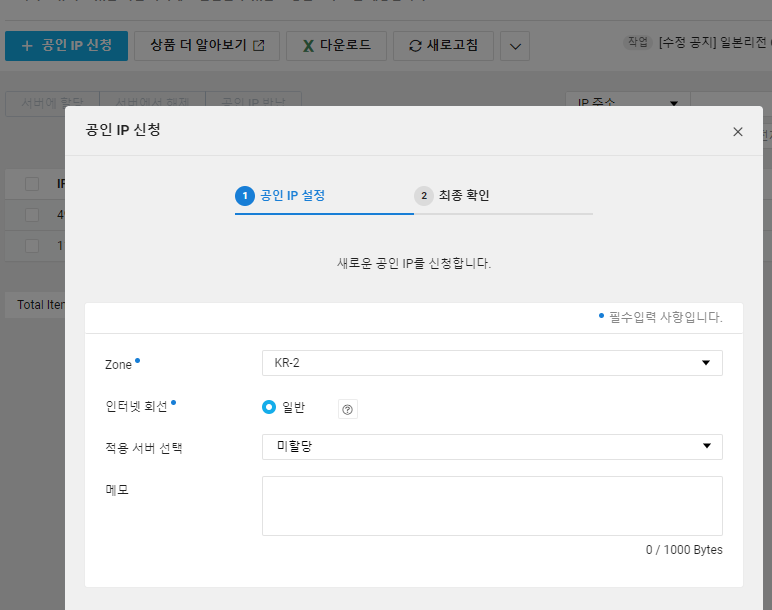 + 공인 IP 신청 상품 더 알아보기 다운로드 새로고침
작업 [수정 공지] 일본리전
서버에 할당 서버에서 해제 공인 IP 반납
IP 주소
공인 IP 신청
1 공인 IP 설정 2 최종 확인
새로운 공인 IP를 신청합니다.
Total Iter
필수입력 사항입니다.
Zone KR-2
인터넷 회선 일반
적용 서버 선택 미할당
메모
0 / 1000 Bytes